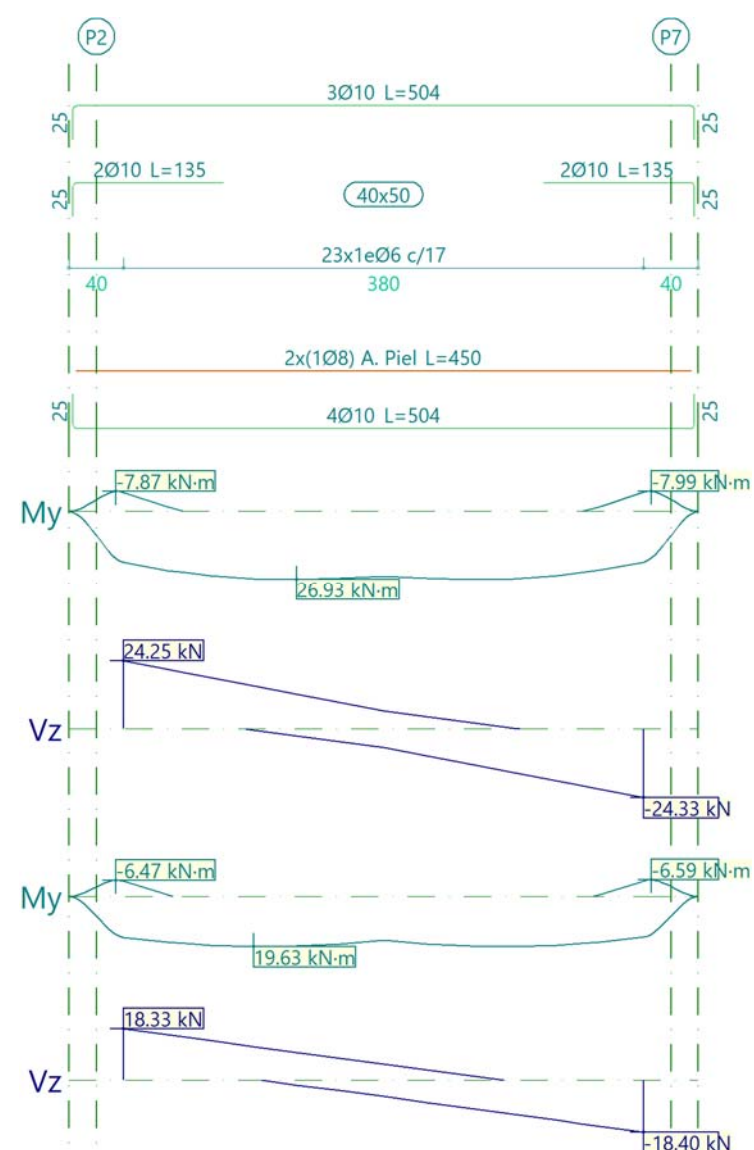 P2 P7
3Ø10 L=504
25 25
2Ø10 L=135 2Ø10 L=135
25 40x50 25
23x1eØ6 c/17
40 380 40
2x(1Ø8) A. Piel L=450
25 4Ø10 L=504 25
-7.87 kN·m -7.99 kN·m
My
26.93 kN·m
24.25 kN
Vz
-24.33 kN
-6.47 kN·m -6.59 kN·m
My
19.63 kN·m
18.33 kN
Vz
-18.40 kN